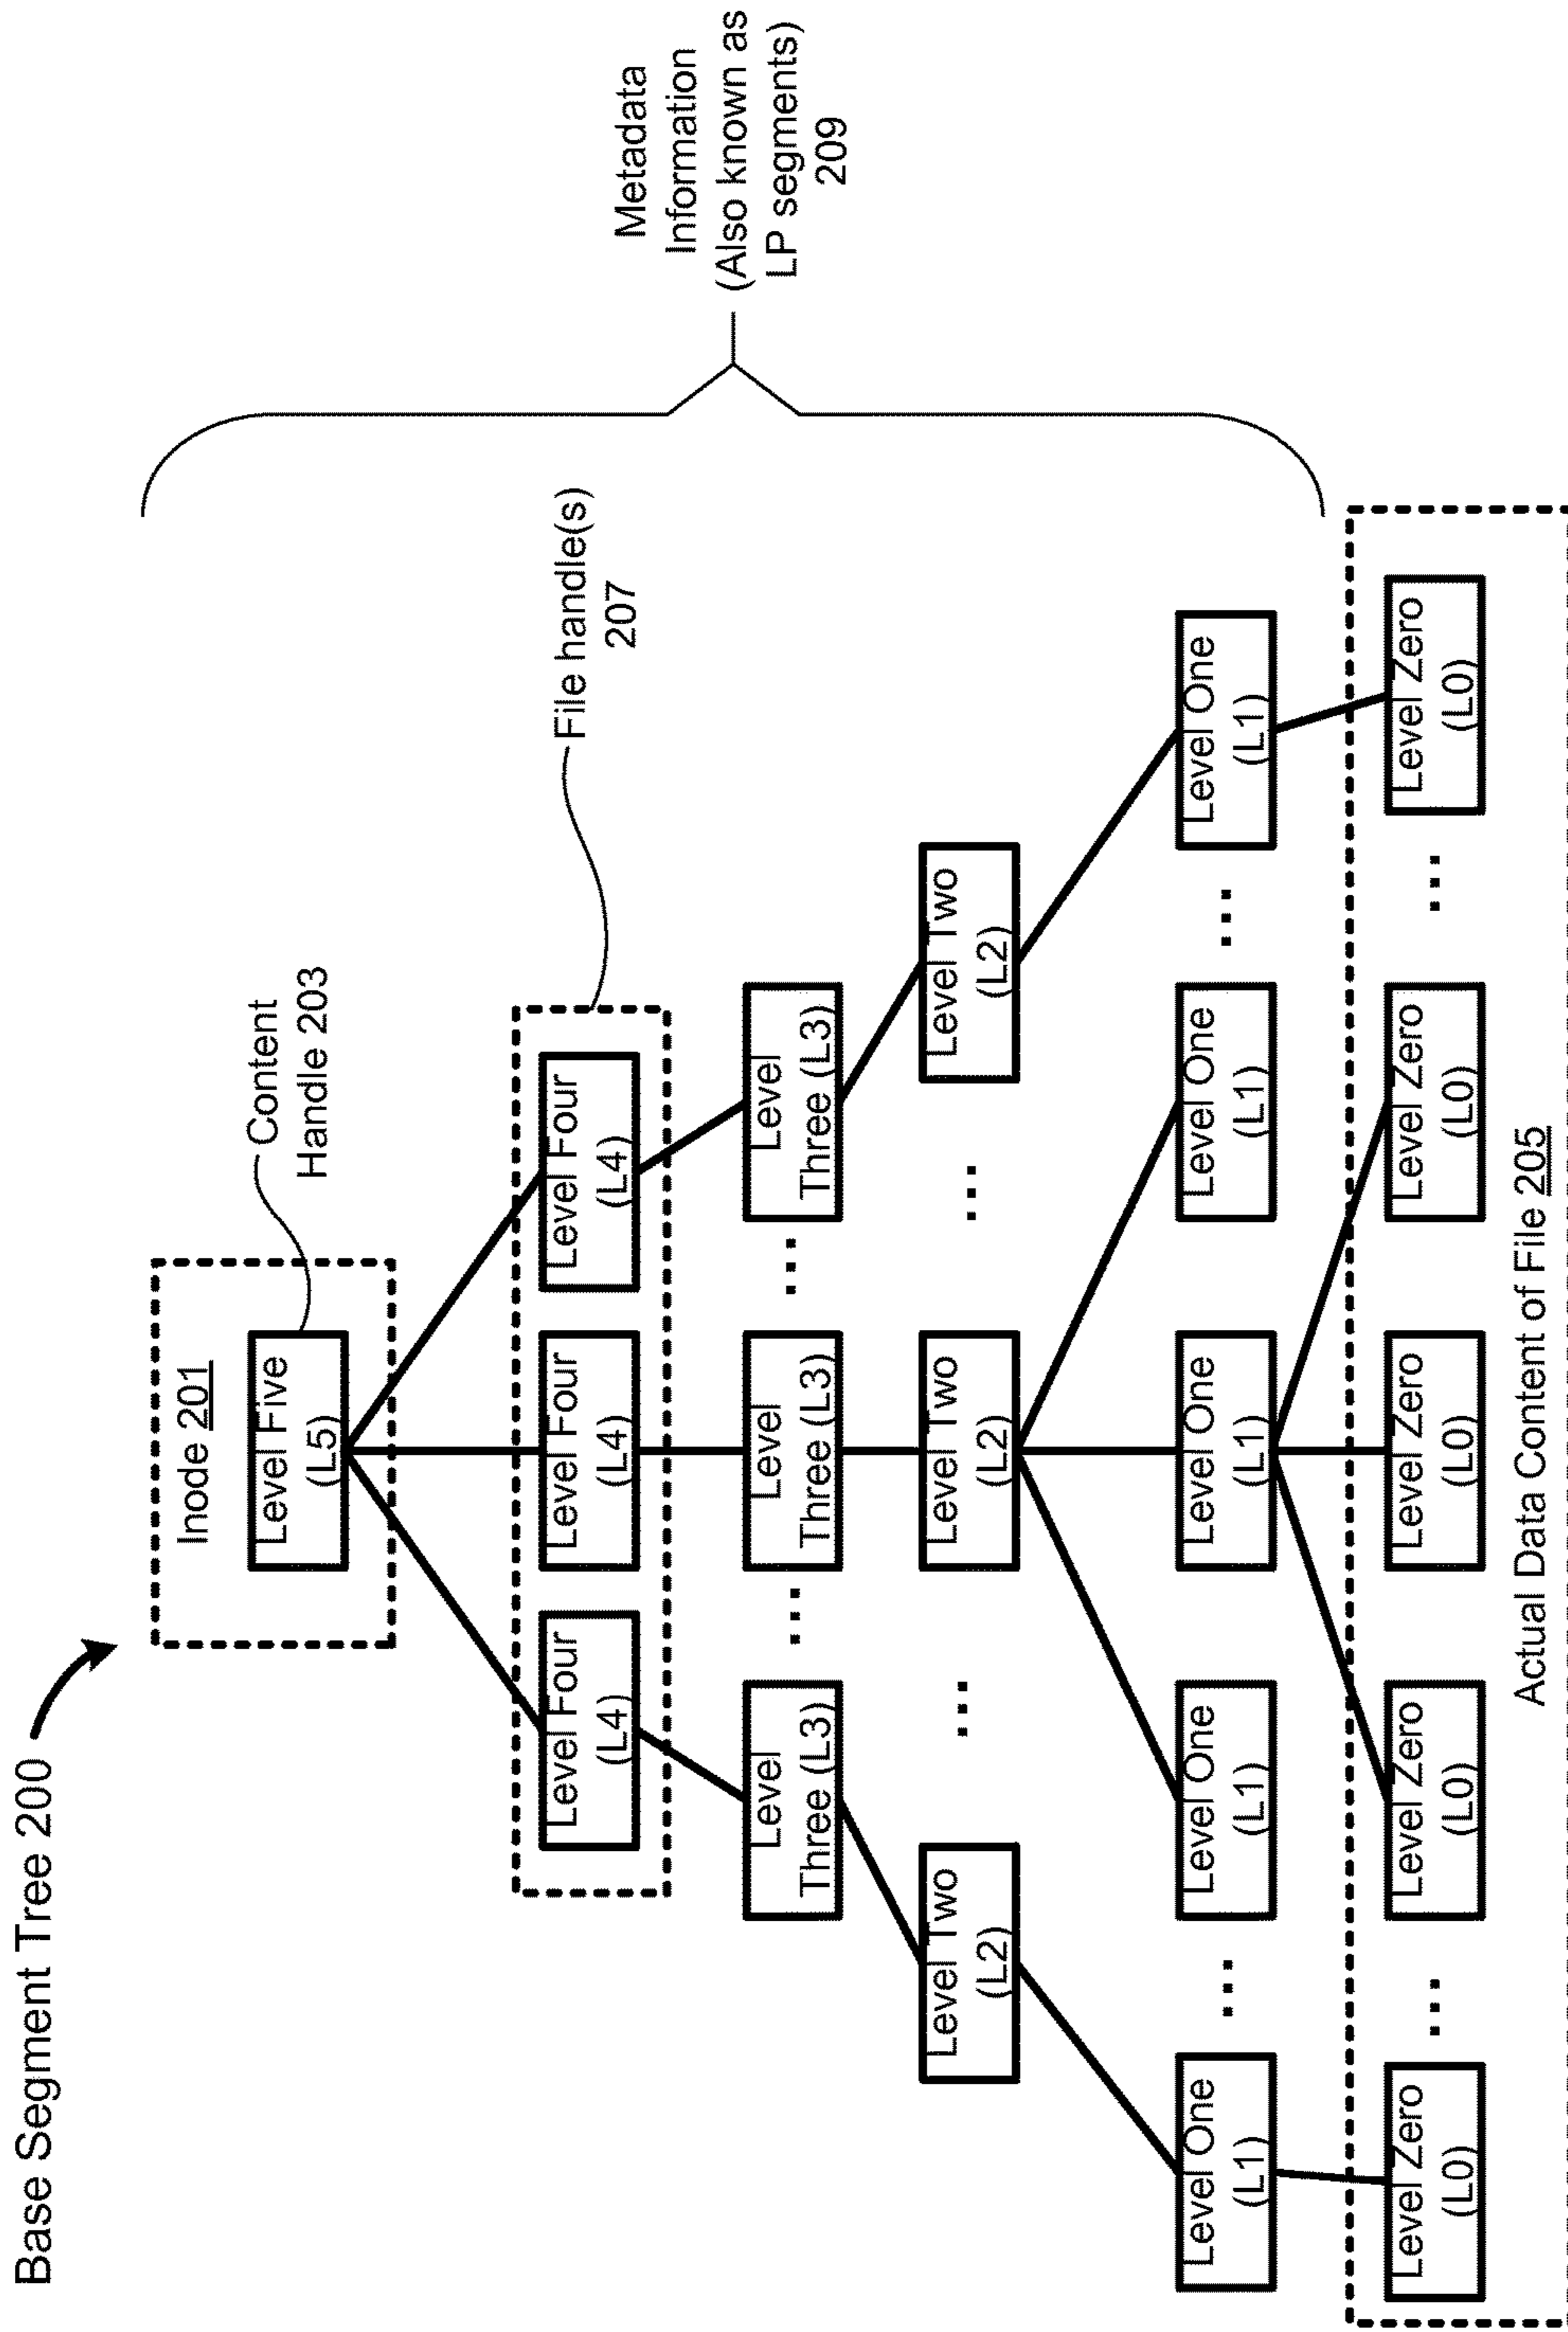 Base Segment Tree 200
Inode 201
Level Five
(L5)
Content
Handle 203
Level Four
(L4)
Level Four
(L4)
Level Four
(L4)
File handle(s)
207
Metadata
Information
(Also known as
LP segments)
209
Level
Three (L3)
...
Level
Three (L3)
...
Level
Three (L3)
Level Two
(L2)
...
Level Two
(L2)
...
Level Two
(L2)
Level One
(L1)
...
Level One
(L1)
Level One
(L1)
Level One
(L1)
...
Level One
(L1)
Level Zero
(L0)
...
Level Zero
(L0)
Level Zero
(L0)
Level Zero
(L0)
...
Level Zero
(L0)
Actual Data Content of File 205